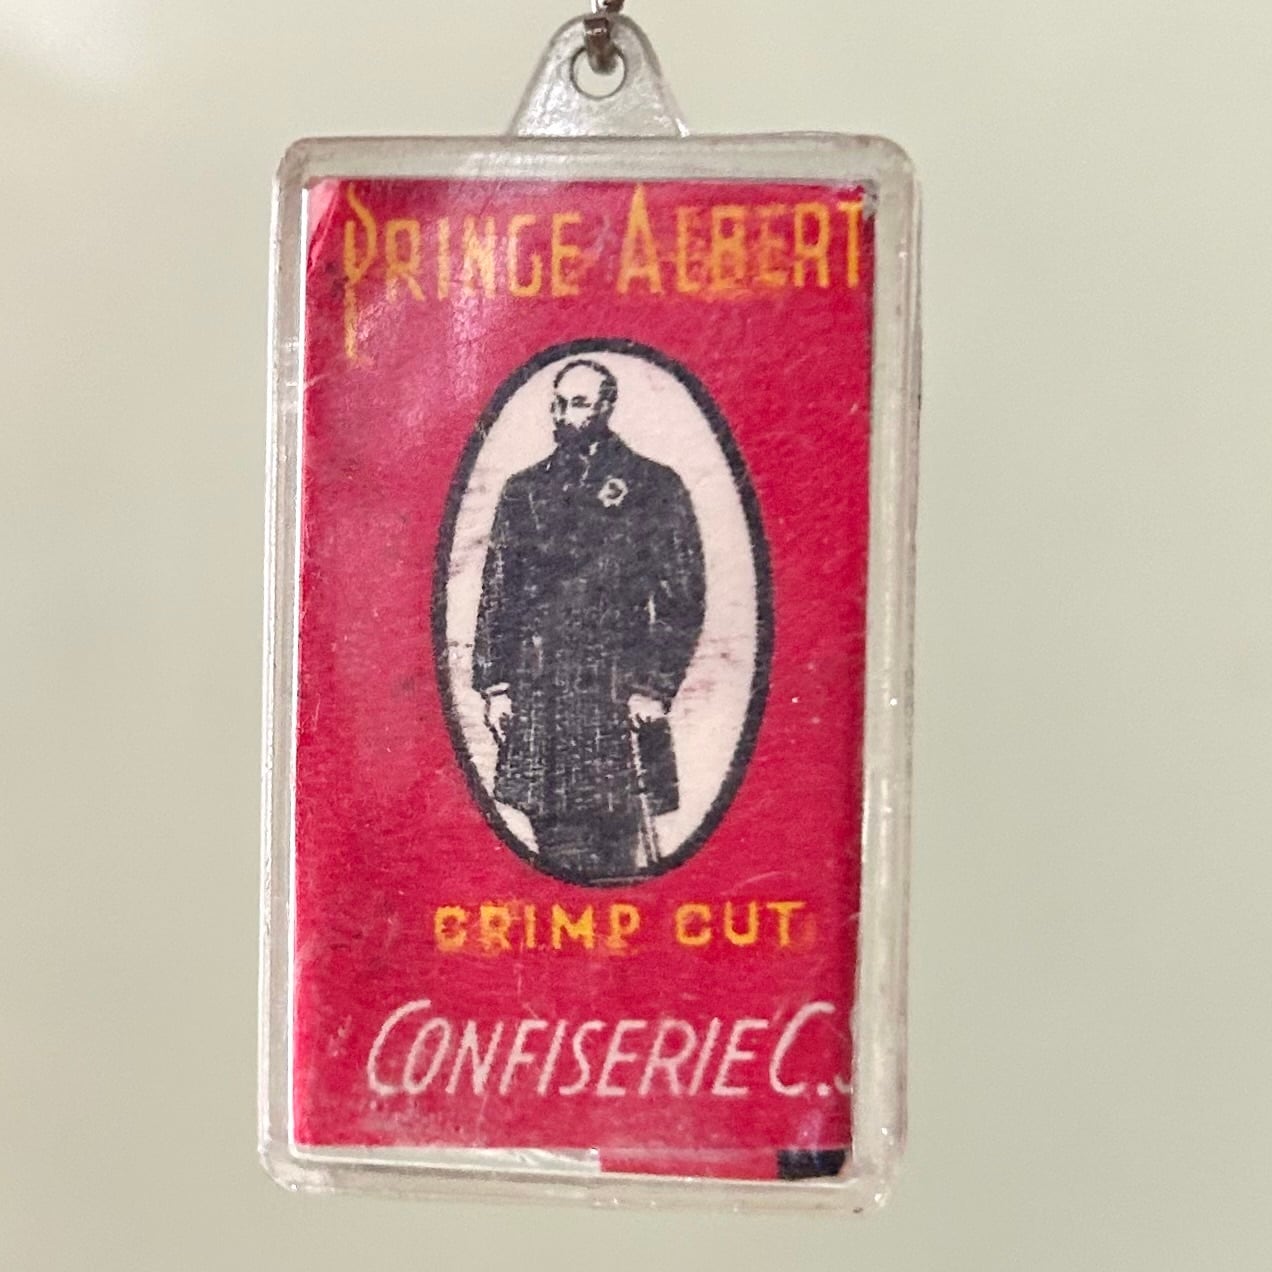 PRINCE ALBERT
CRIMP CUT
CONFISERIE C.